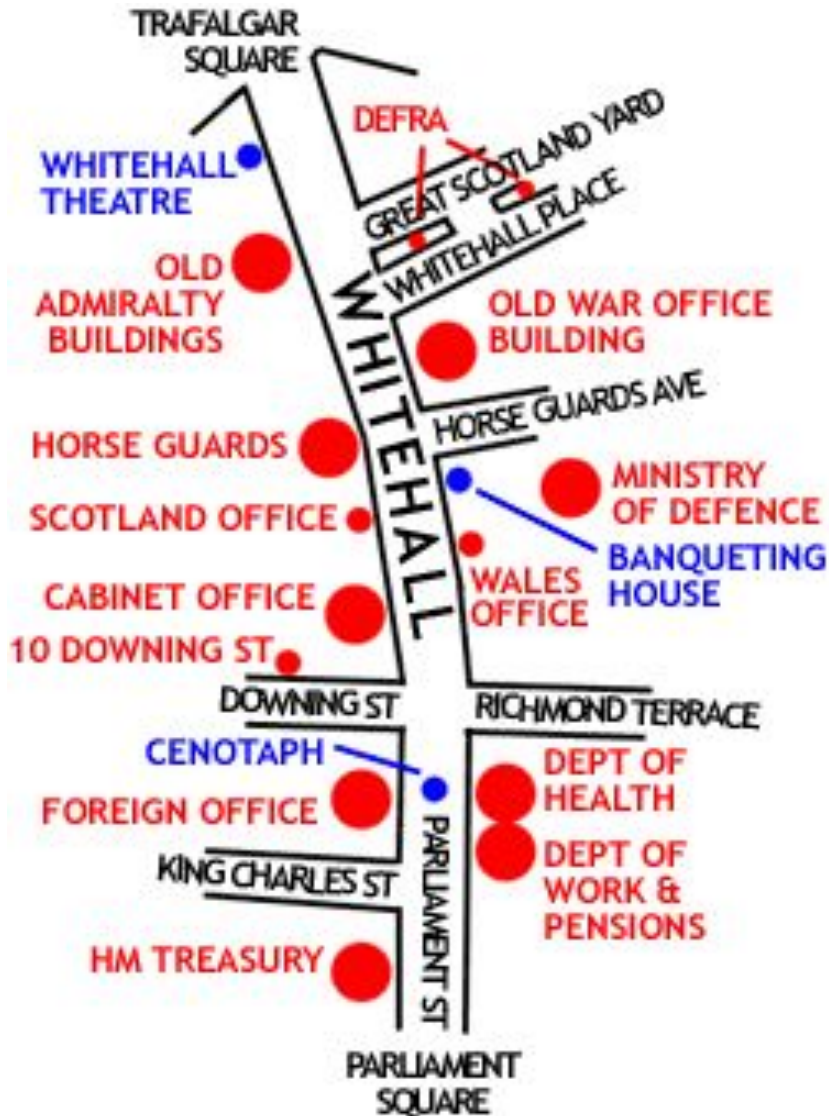 TRAFALGAR
SQUARE
DEFRA
GREAT SCOTLAND YARD
WHITEHALL
THEATRE
WHITEHALL PLACE
OLD
ADMIRALTY
BUILDINGS
OLD WAR OFFICE
BUILDING
WHITEHALL
HORSE GUARDS AVE
HORSE GUARDS
MINISTRY
OF DEFENCE
SCOTLAND OFFICE
BANQUETING
HOUSE
WALES
OFFICE
CABINET OFFICE
10 DOWNING ST
DOWNING ST
RICHMOND TERRACE
CENOTAPH
DEPT OF
HEALTH
FOREIGN OFFICE
PARLIAMENT ST
KING CHARLES ST
DEPT OF
WORK &
PENSIONS
HM TREASURY
PARLIAMENT
SQUARE